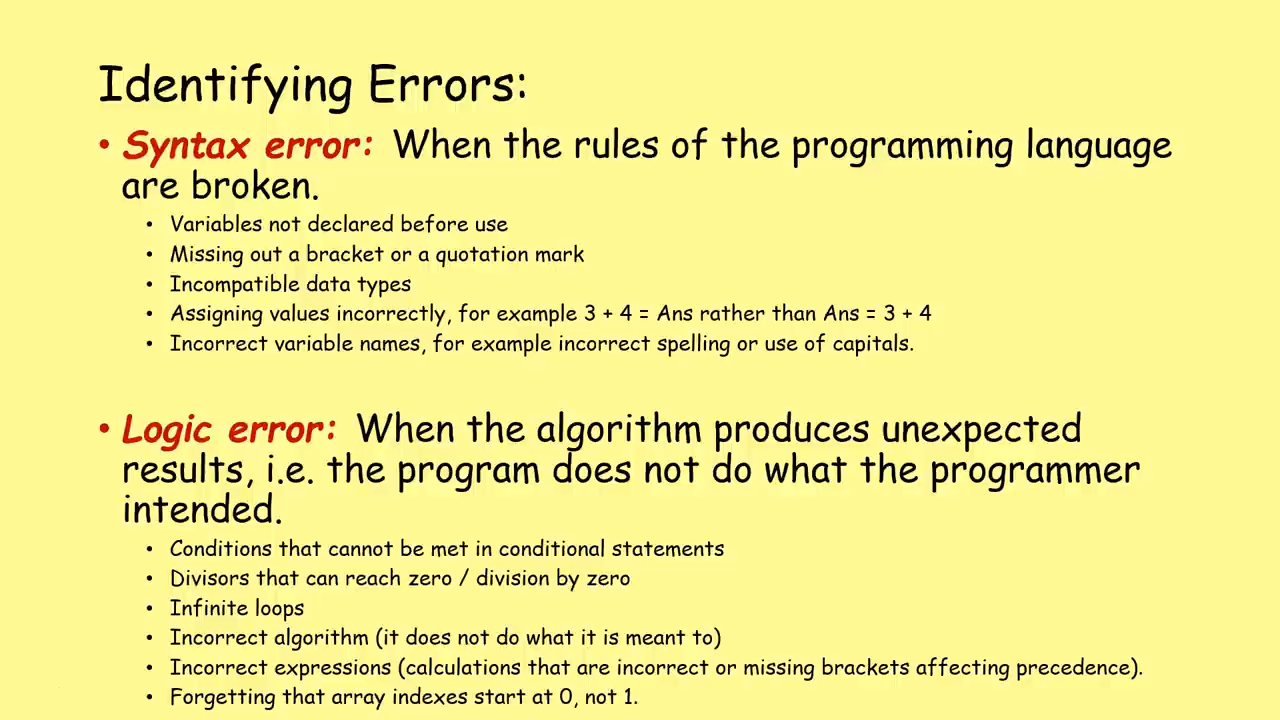 Identifying Errors:
• Syntax error: When the rules of the programming language
are broken.
• Variables not declared before use
• Missing out a bracket or a quotation mark
• Incompatible data types
• Assigning values incorrectly, for example 3 + 4 = Ans rather than Ans = 3 + 4
• Incorrect variable names, for example incorrect spelling or use of capitals.
• Logic error: When the algorithm produces unexpected
results, i.e. the program does not do what the programmer
intended.
• Conditions that cannot be met in conditional statements
• Divisors that can reach zero / division by zero
• Infinite loops
• Incorrect algorithm (it does not do what it is meant to)
• Incorrect expressions (calculations that are incorrect or missing brackets affecting precedence).
• Forgetting that array indexes start at 0, not 1.